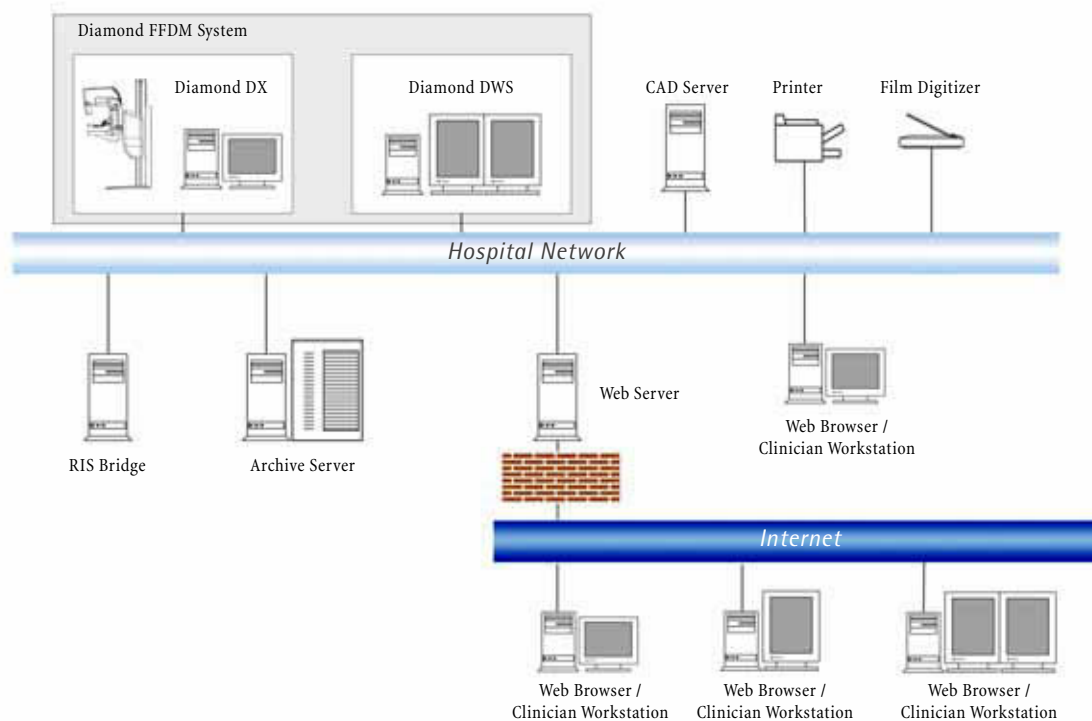 Diamond FFDM System
Diamond DX
Diamond DWS
CAD Server
Printer
Film Digitizer
Hospital Network
RIS Bridge
Archive Server
Web Server
Web Browser /
Clinician Workstation
Internet
Web Browser /
Clinician Workstation
Web Browser /
Clinician Workstation
Web Browser /
Clinician Workstation